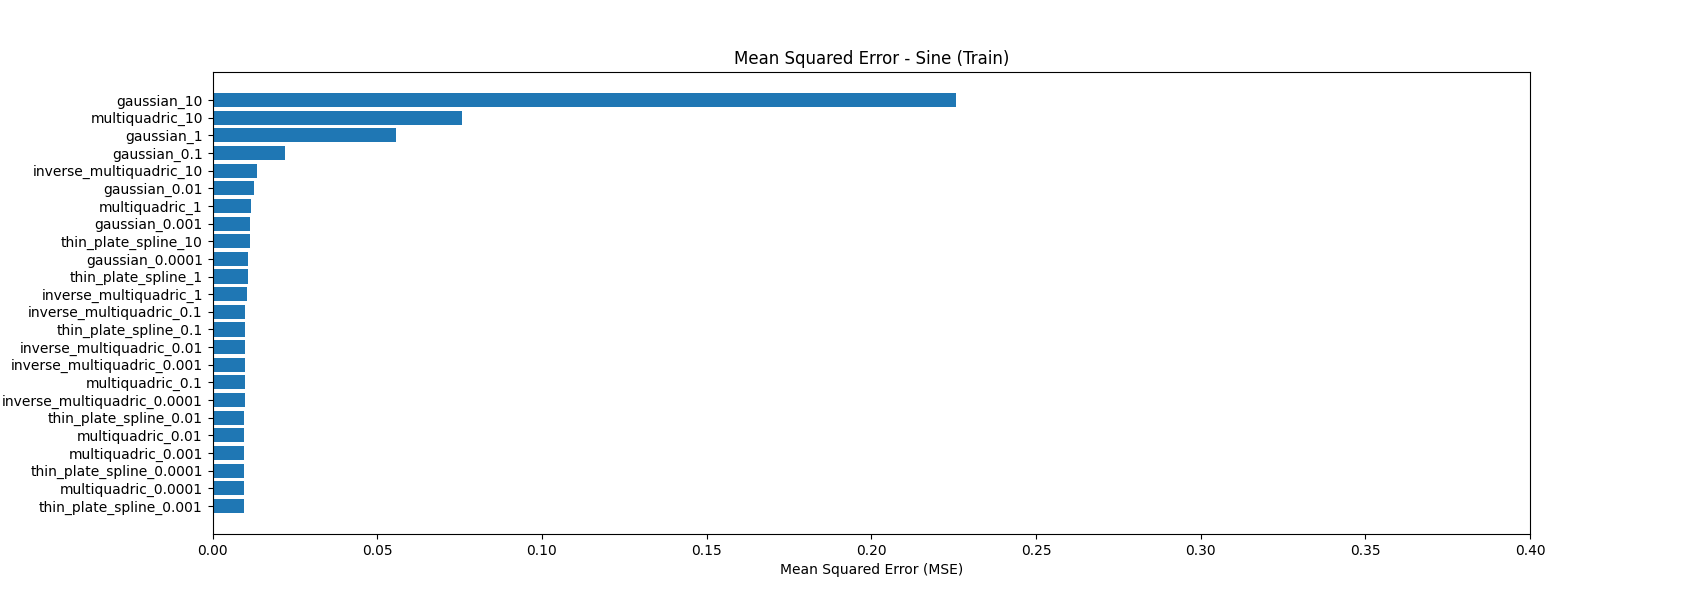 Mean Squared Error - Sine (Train)
gaussian_10
multiquadric_10
gaussian_1
gaussian_0.1
inverse_multiquadric_10
gaussian_0.01
multiquadric_1
gaussian_0.001
thin_plate_spline_10
gaussian_0.0001
thin_plate_spline_1
inverse_multiquadric_1
inverse_multiquadric_0.1
thin_plate_spline_0.1
inverse_multiquadric_0.01
inverse_multiquadric_0.001
multiquadric_0.1
inverse_multiquadric_0.0001
thin_plate_spline_0.01
multiquadric_0.01
multiquadric_0.001
thin_plate_spline_0.0001
multiquadric_0.0001
thin_plate_spline_0.001
0.00 0.05 0.10 0.15 0.20 0.25 0.30 0.35 0.40
Mean Squared Error (MSE)